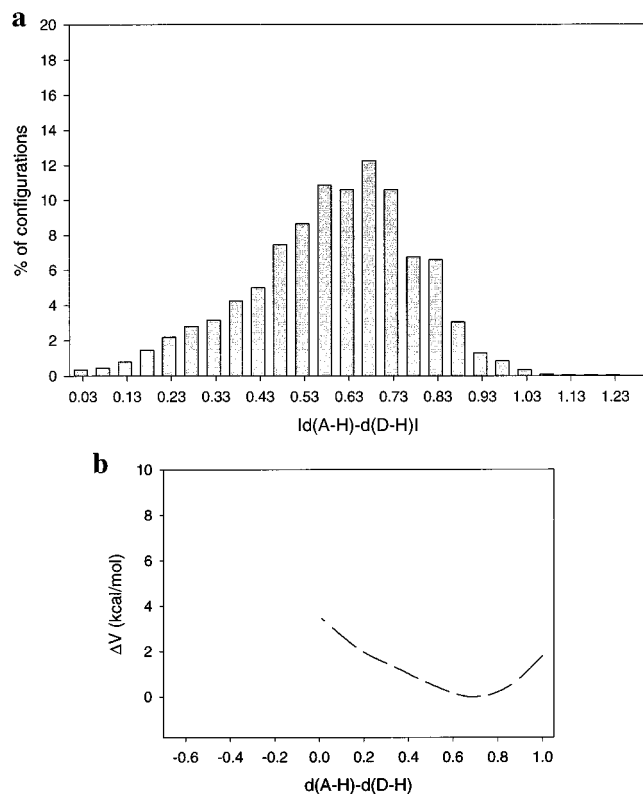 a
20
18
16
14
12
10
8
6
4
2
0
% of configurations
0.03 0.13 0.23 0.33 0.43 0.53 0.63 0.73 0.83 0.93 1.03 1.13 1.23
|d(A-H)-d(D-H)|
b
10
8
6
4
2
0
ΔV (kcal/mol)
-0.6 -0.4 -0.2 0.0 0.2 0.4 0.6 0.8 1.0
d(A-H)-d(D-H)